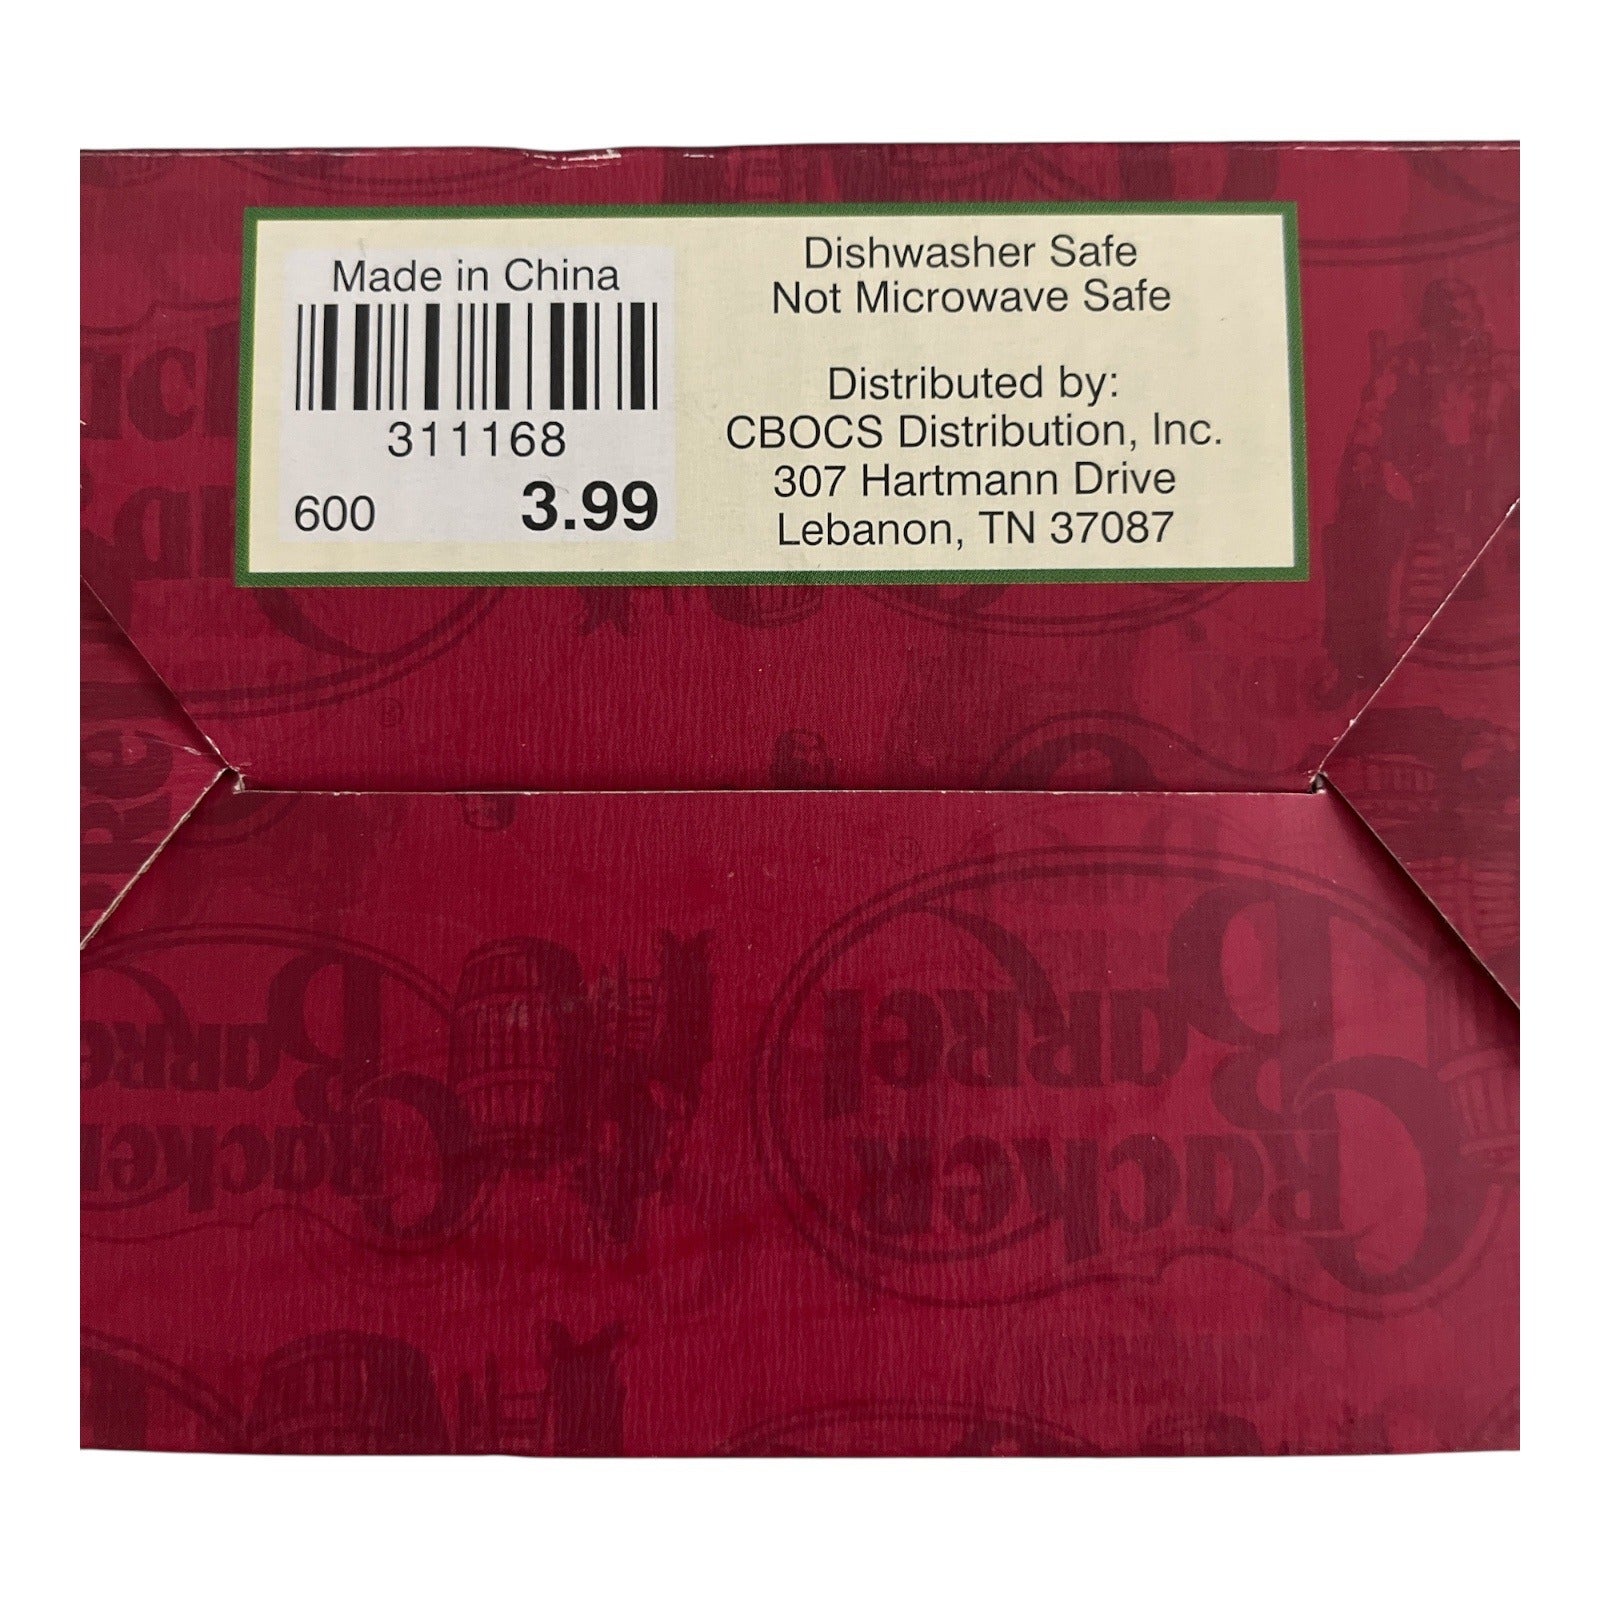 Made in China
311168
600 3.99
Dishwasher Safe
Not Microwave Safe
Distributed by:
CBOCS Distribution, Inc.
307 Hartmann Drive
Lebanon, TN 37087
Cracker
Barrel
Cracker
Barrel